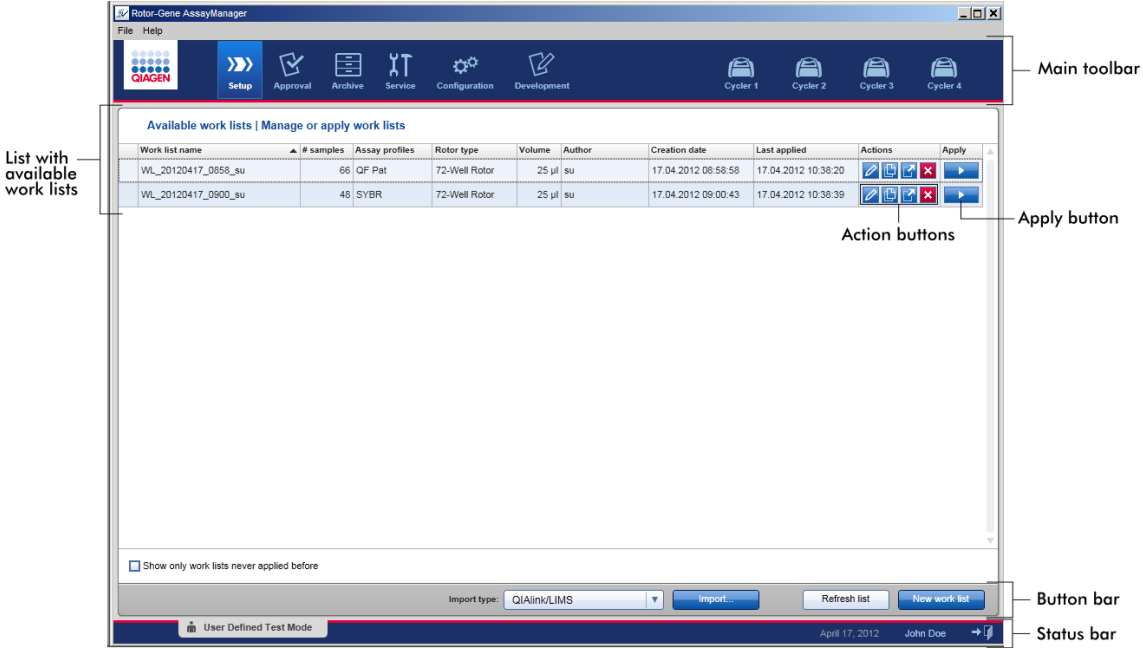 Rotor-Gene AssayManager
File Help
QIAGEN
Setup Approval Archive Service Configuration Development Cycler 1 Cycler 2 Cycler 3 Cycler 4
Main toolbar
Available work lists | Manage or apply work lists
List with
available
work lists
Work list name # samples Assay profiles Rotor type Volume Author Creation date Last applied Actions Apply
WL_20120417_0858_su 66 QF Pat 72-Well Rotor 25 µl su 17.04.2012 08:58:58 17.04.2012 10:38:20
WL_20120417_0900_su 48 SYBR 72-Well Rotor 25 µl su 17.04.2012 09:00:43 17.04.2012 10:38:39
Apply button
Action buttons
Show only work lists never applied before
Import type: QIAlink/LIMS Import... Refresh list New work list
Button bar
User Defined Test Mode
April 17, 2012 John Doe
Status bar